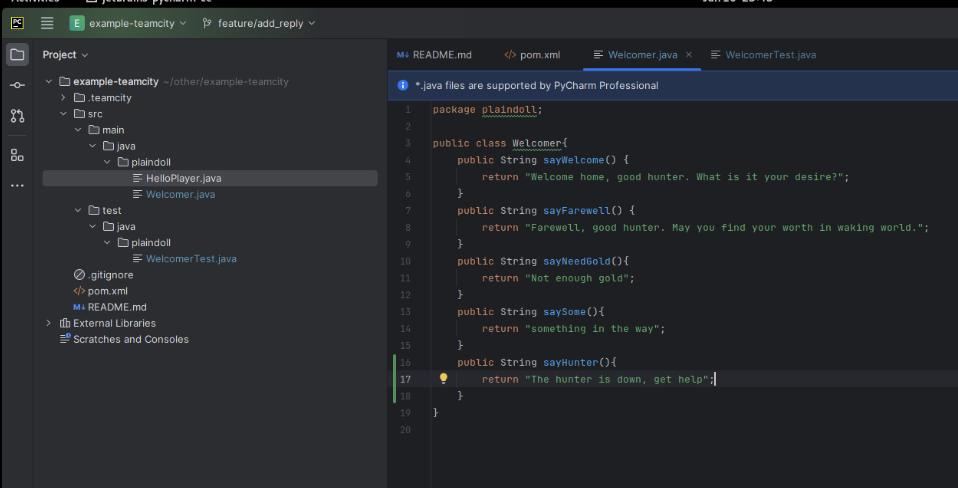 PC
E example-teamcity feature/add_reply
Project
example-teamcity ~/other/example-teamcity
.teamcity
src
main
java
plaindoll
HelloPlayer.java
Welcomer.java
test
java
plaindoll
WelcomerTest.java
.gitignore
pom.xml
M↓ README.md
External Libraries
Scratches and Consoles
M↓ README.md </> pom.xml Welcomer.java × WelcomerTest.java
*.java files are supported by PyCharm Professional
1 package plaindoll;
2
3 public class Welcomer{
4 public String sayWelcome() {
5 return "Welcome home, good hunter. What is it your desire?";
6 }
7 public String sayFarewell() {
8 return "Farewell, good hunter. May you find your worth in waking world.";
9 }
10 public String sayNeedGold(){
11 return "Not enough gold";
12 }
13 public String saySome(){
14 return "something in the way";
15 }
16 public String sayHunter(){
17 return "The hunter is down, get help";
18 }
19 }
20